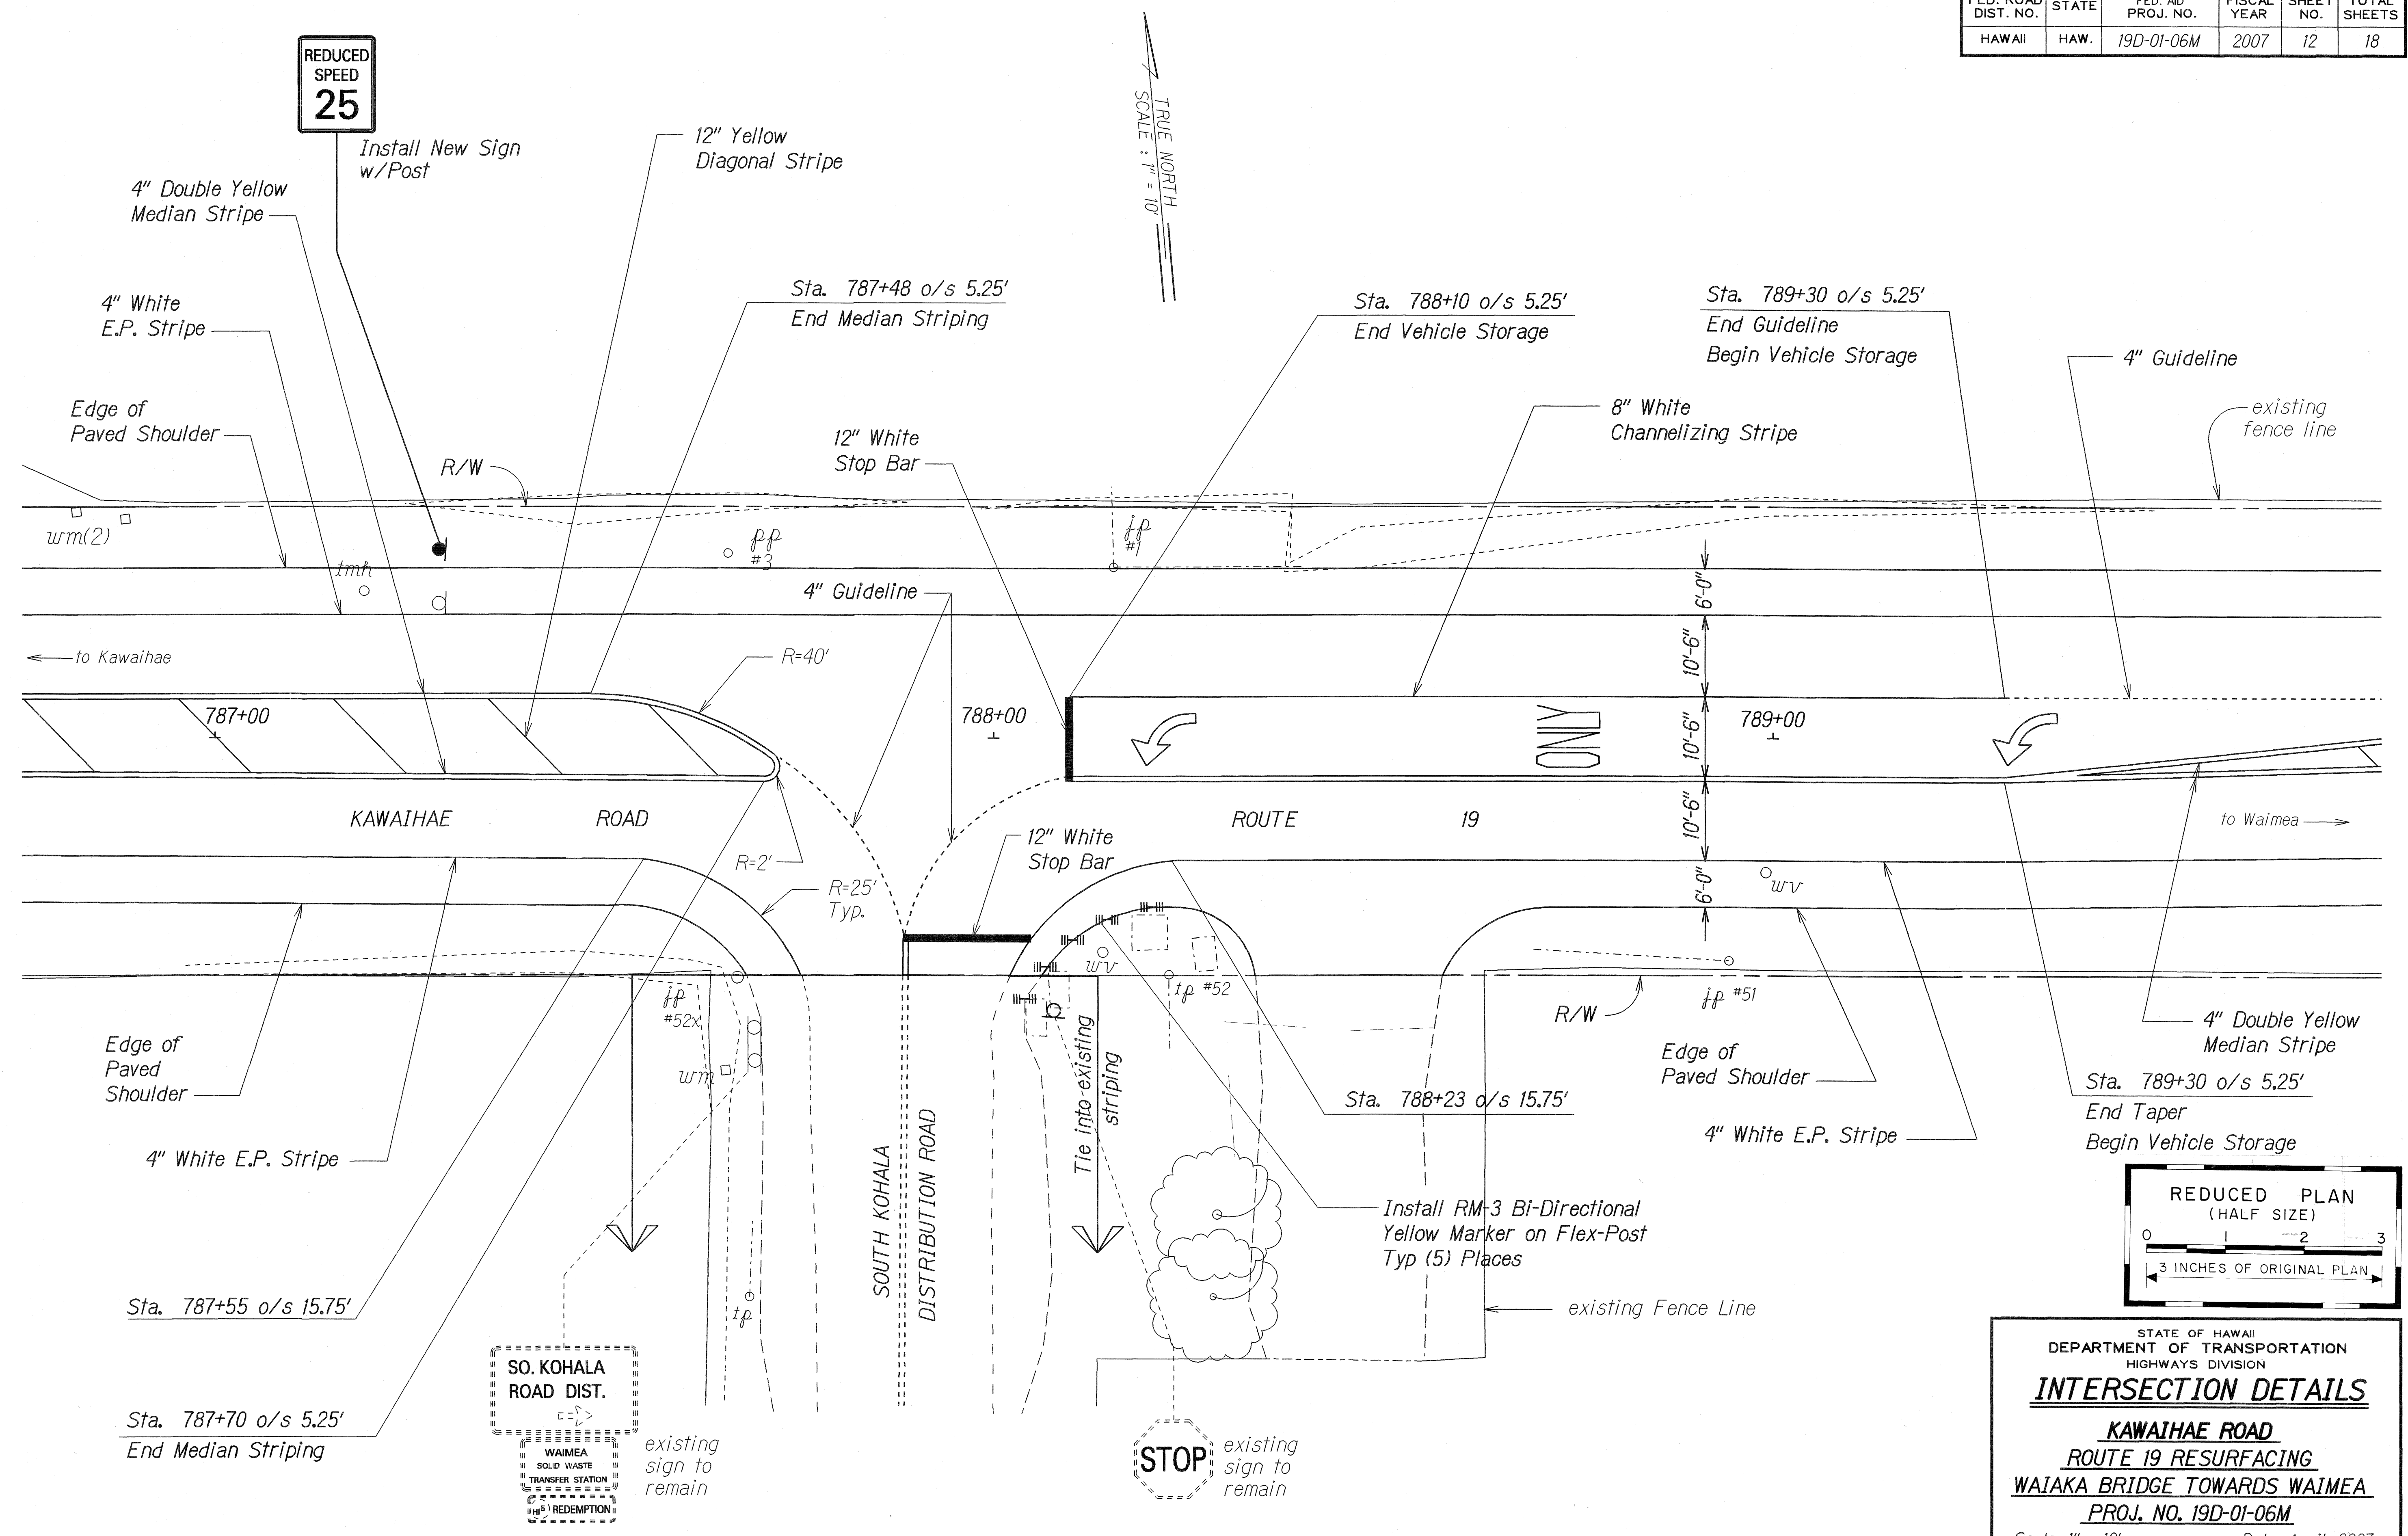 FED. ROAD DIST. NO.
STATE
FED. AID PROJ. NO.
FISCAL YEAR
SHEET NO.
TOTAL SHEETS
HAWAII
HAW.
19D-01-06M
2007
12
18
REDUCED
SPEED
25
Install New Sign
w/Post
12" Yellow
Diagonal Stripe
TRUE NORTH
SCALE : 1" = 10'
4" Double Yellow
Median Stripe
4" White
E.P. Stripe
Sta. 787+48 o/s 5.25'
End Median Striping
Sta. 788+10 o/s 5.25'
End Vehicle Storage
Sta. 789+30 o/s 5.25'
End Guideline
Begin Vehicle Storage
4" Guideline
Edge of
Paved Shoulder
8" White
Channelizing Stripe
existing
fence line
12" White
Stop Bar
R/W
wm(2)
tmh
pp
#3
jp
#1
4" Guideline
6'-0"
to Kawaihae
R=40'
10'-6"
787+00
788+00
ONLY
10'-6"
789+00
KAWAIHAE ROAD
ROUTE 19
10'-6"
to Waimea
12" White
Stop Bar
R=2'
R=25'
Typ.
6'-0"
wv
wv
jp
#52x
tp #52
R/W
jp #51
wm
Edge of
Paved
Shoulder
Tie into existing
striping
Edge of
Paved Shoulder
4" Double Yellow
Median Stripe
Sta. 788+23 o/s 15.75'
Sta. 789+30 o/s 5.25'
End Taper
Begin Vehicle Storage
4" White E.P. Stripe
4" White E.P. Stripe
SOUTH KOHALA
DISTRIBUTION ROAD
Install RM-3 Bi-Directional
Yellow Marker on Flex-Post
Typ (5) Places
REDUCED PLAN
(HALF SIZE)
0 1 2 3
3 INCHES OF ORIGINAL PLAN
Sta. 787+55 o/s 15.75'
tp
existing Fence Line
SO. KOHALA
ROAD DIST.
WAIMEA
SOLID WASTE
TRANSFER STATION
HI5 REDEMPTION
existing
sign to
remain
STOP
existing
sign to
remain
Sta. 787+70 o/s 5.25'
End Median Striping
STATE OF HAWAII
DEPARTMENT OF TRANSPORTATION
HIGHWAYS DIVISION
INTERSECTION DETAILS
KAWAIHAE ROAD
ROUTE 19 RESURFACING
WAIAKA BRIDGE TOWARDS WAIMEA
PROJ. NO. 19D-01-06M